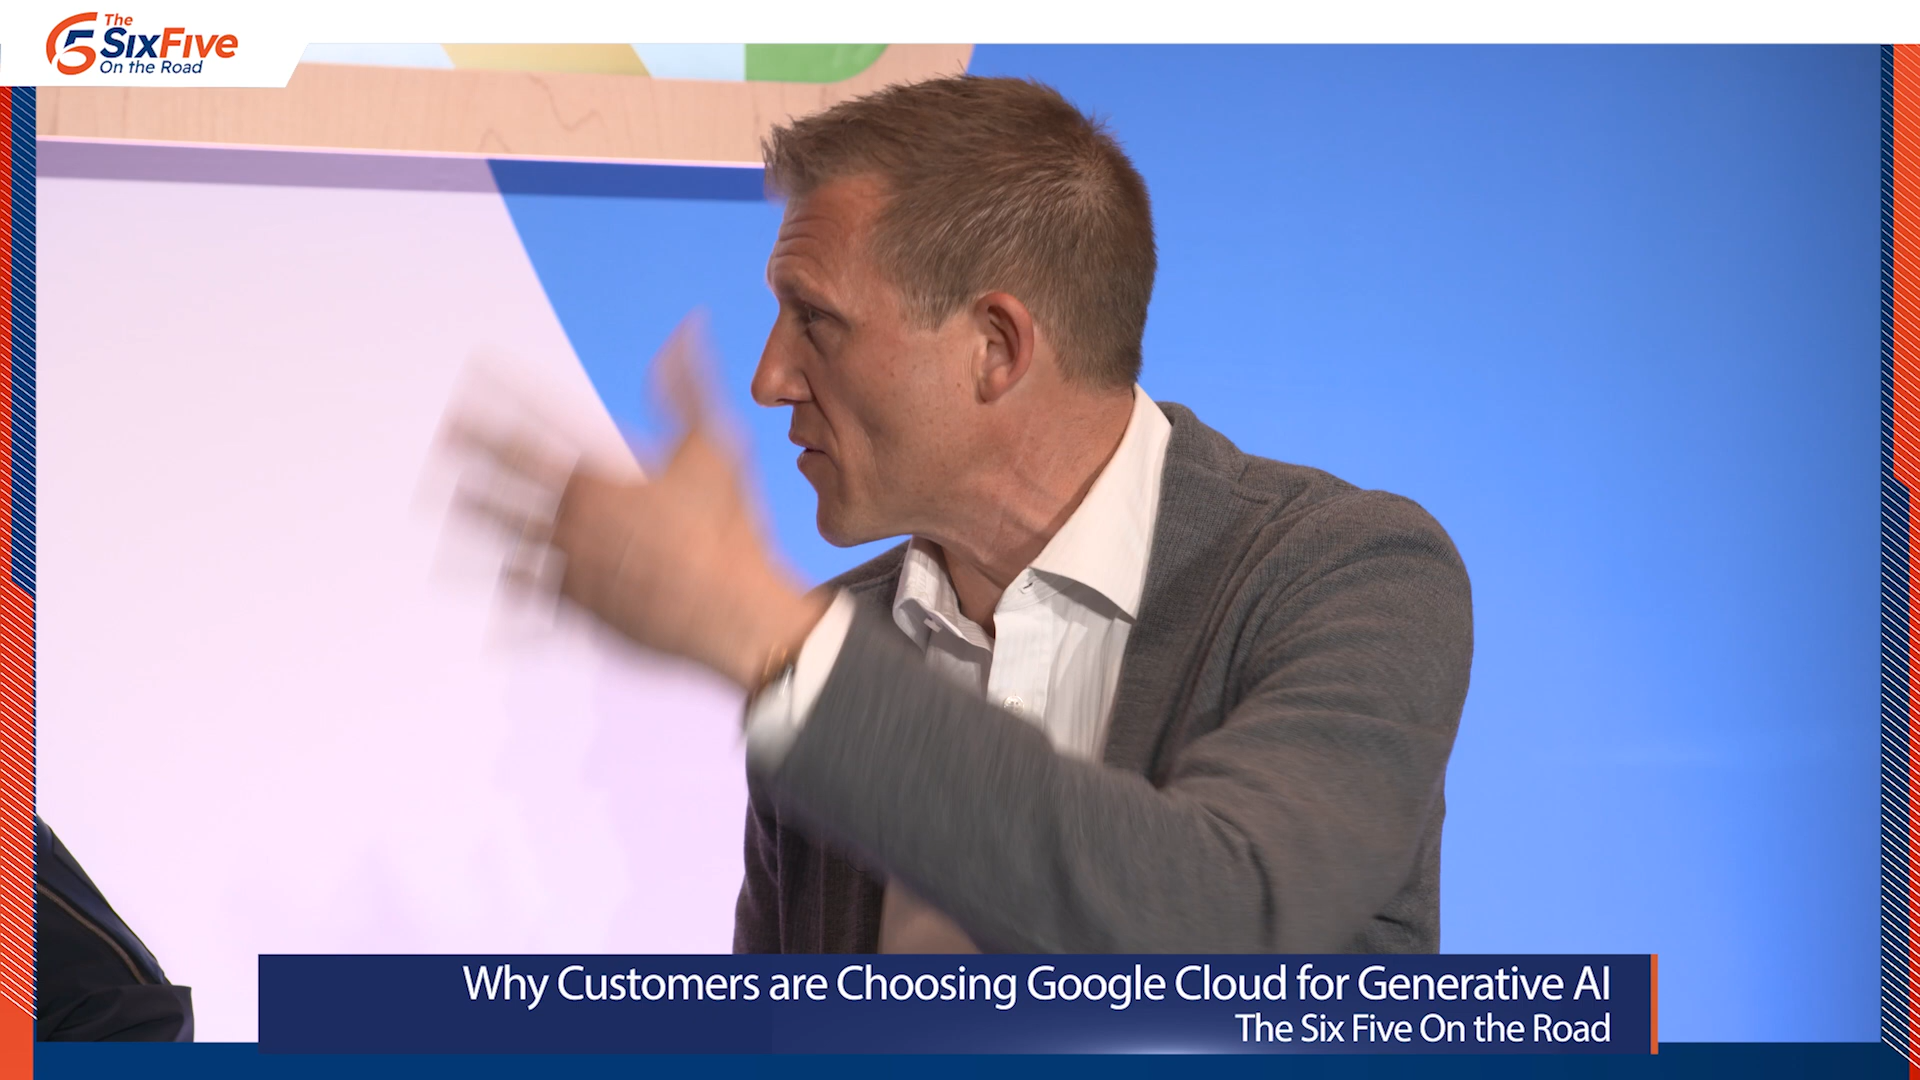 The
SixFive
On the Road
Why Customers are Choosing Google Cloud for Generative AI
The Six Five On the Road